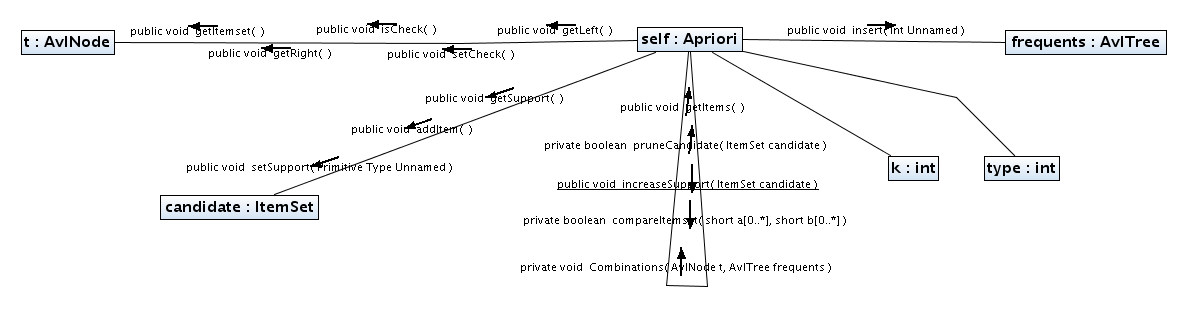 public void getItemset( )
public void isCheck( )
public void getLeft( )
public void insert( Int Unnamed )
t : AvlNode
self : Apriori
frequents : AvlTree
public void getRight( )
public void setCheck( )
public void getSupport( )
public void getItems( )
public void addItem( )
private boolean pruneCandidate( ItemSet candidate )
public void setSupport( Primitive Type Unnamed )
k : int
type : int
public void increaseSupport( ItemSet candidate )
candidate : ItemSet
private boolean compareItemset( short a[0..*], short b[0..*] )
private void Combinations( AvlNode t, AvlTree frequents )